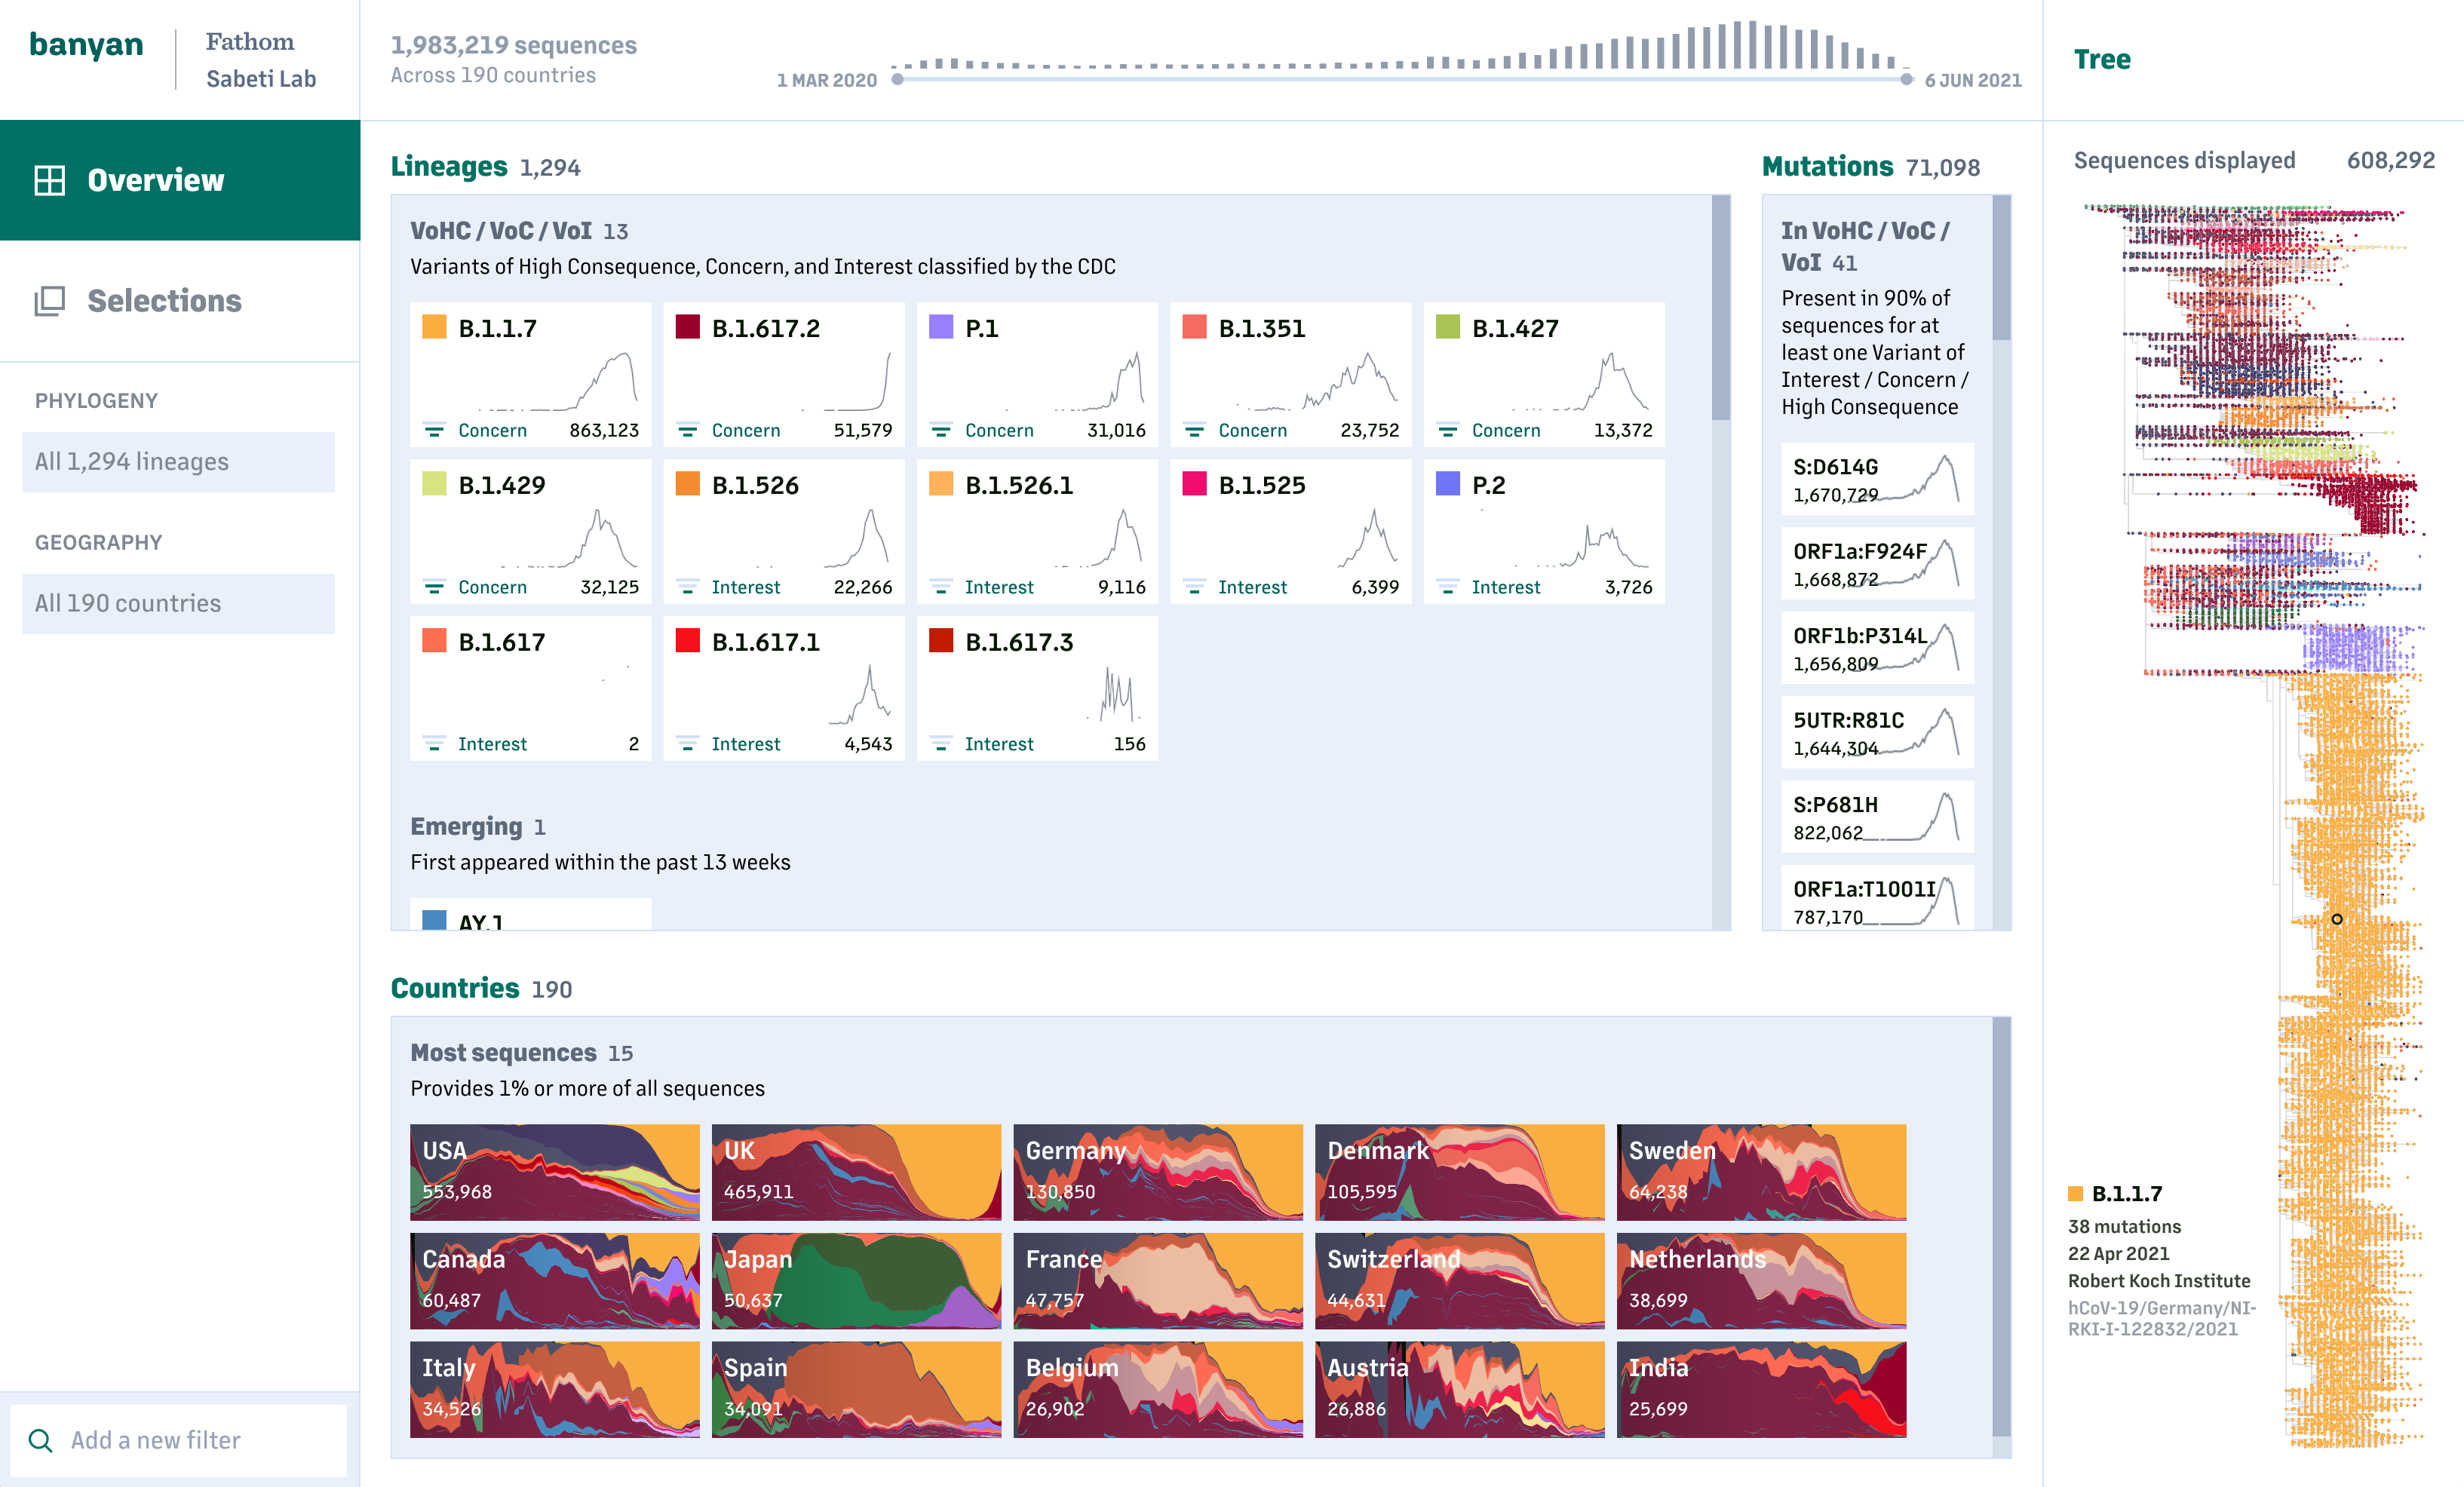 banyan
Fathom
Sabeti Lab
1,983,219 sequences
Across 190 countries
1 MAR 2020
6 JUN 2021
Tree
Overview
Selections
PHYLOGENY
All 1,294 lineages
GEOGRAPHY
All 190 countries
Add a new filter
Lineages 1,294
VoHC / VoC / VoI 13
Variants of High Consequence, Concern, and Interest classified by the CDC
B.1.1.7
Concern 863,123
B.1.617.2
Concern 51,579
P.1
Concern 31,016
B.1.351
Concern 23,752
B.1.427
Concern 13,372
B.1.429
Concern 32,125
B.1.526
Interest 22,266
B.1.526.1
Interest 9,116
B.1.525
Interest 6,399
P.2
Interest 3,726
B.1.617
Interest 2
B.1.617.1
Interest 4,543
B.1.617.3
Interest 156
Emerging 1
First appeared within the past 13 weeks
AY.1
Mutations 71,098
In VoHC / VoC /
VoI 41
Present in 90% of
sequences for at
least one Variant of
Interest / Concern /
High Consequence
S:D614G
1,670,729
ORF1a:F924F
1,668,872
ORF1b:P314L
1,656,809
5UTR:R81C
1,644,304
S:P681H
822,062
ORF1a:T1001I
787,170
Countries 190
Most sequences 15
Provides 1% or more of all sequences
USA
553,968
UK
465,911
Germany
130,850
Denmark
105,595
Sweden
64,238
Canada
60,487
Japan
50,637
France
47,757
Switzerland
44,631
Netherlands
38,699
Italy
34,526
Spain
34,091
Belgium
26,902
Austria
26,886
India
25,699
Sequences displayed 608,292
B.1.1.7
38 mutations
22 Apr 2021
Robert Koch Institute
hCoV-19/Germany/NI-
RKI-I-122832/2021